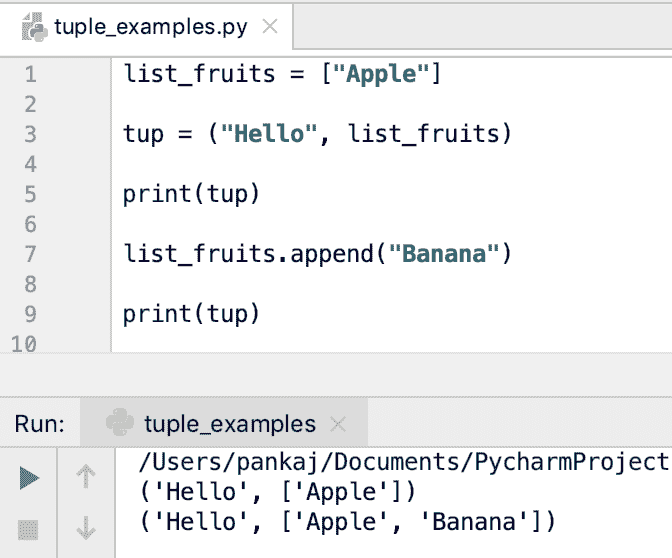 tuple_examples.py
1 list_fruits = ["Apple"]
2
3 tup = ("Hello", list_fruits)
4
5 print(tup)
6
7 list_fruits.append("Banana")
8
9 print(tup)
10
Run: tuple_examples
/Users/pankaj/Documents/PycharmProject
('Hello', ['Apple'])
('Hello', ['Apple', 'Banana'])